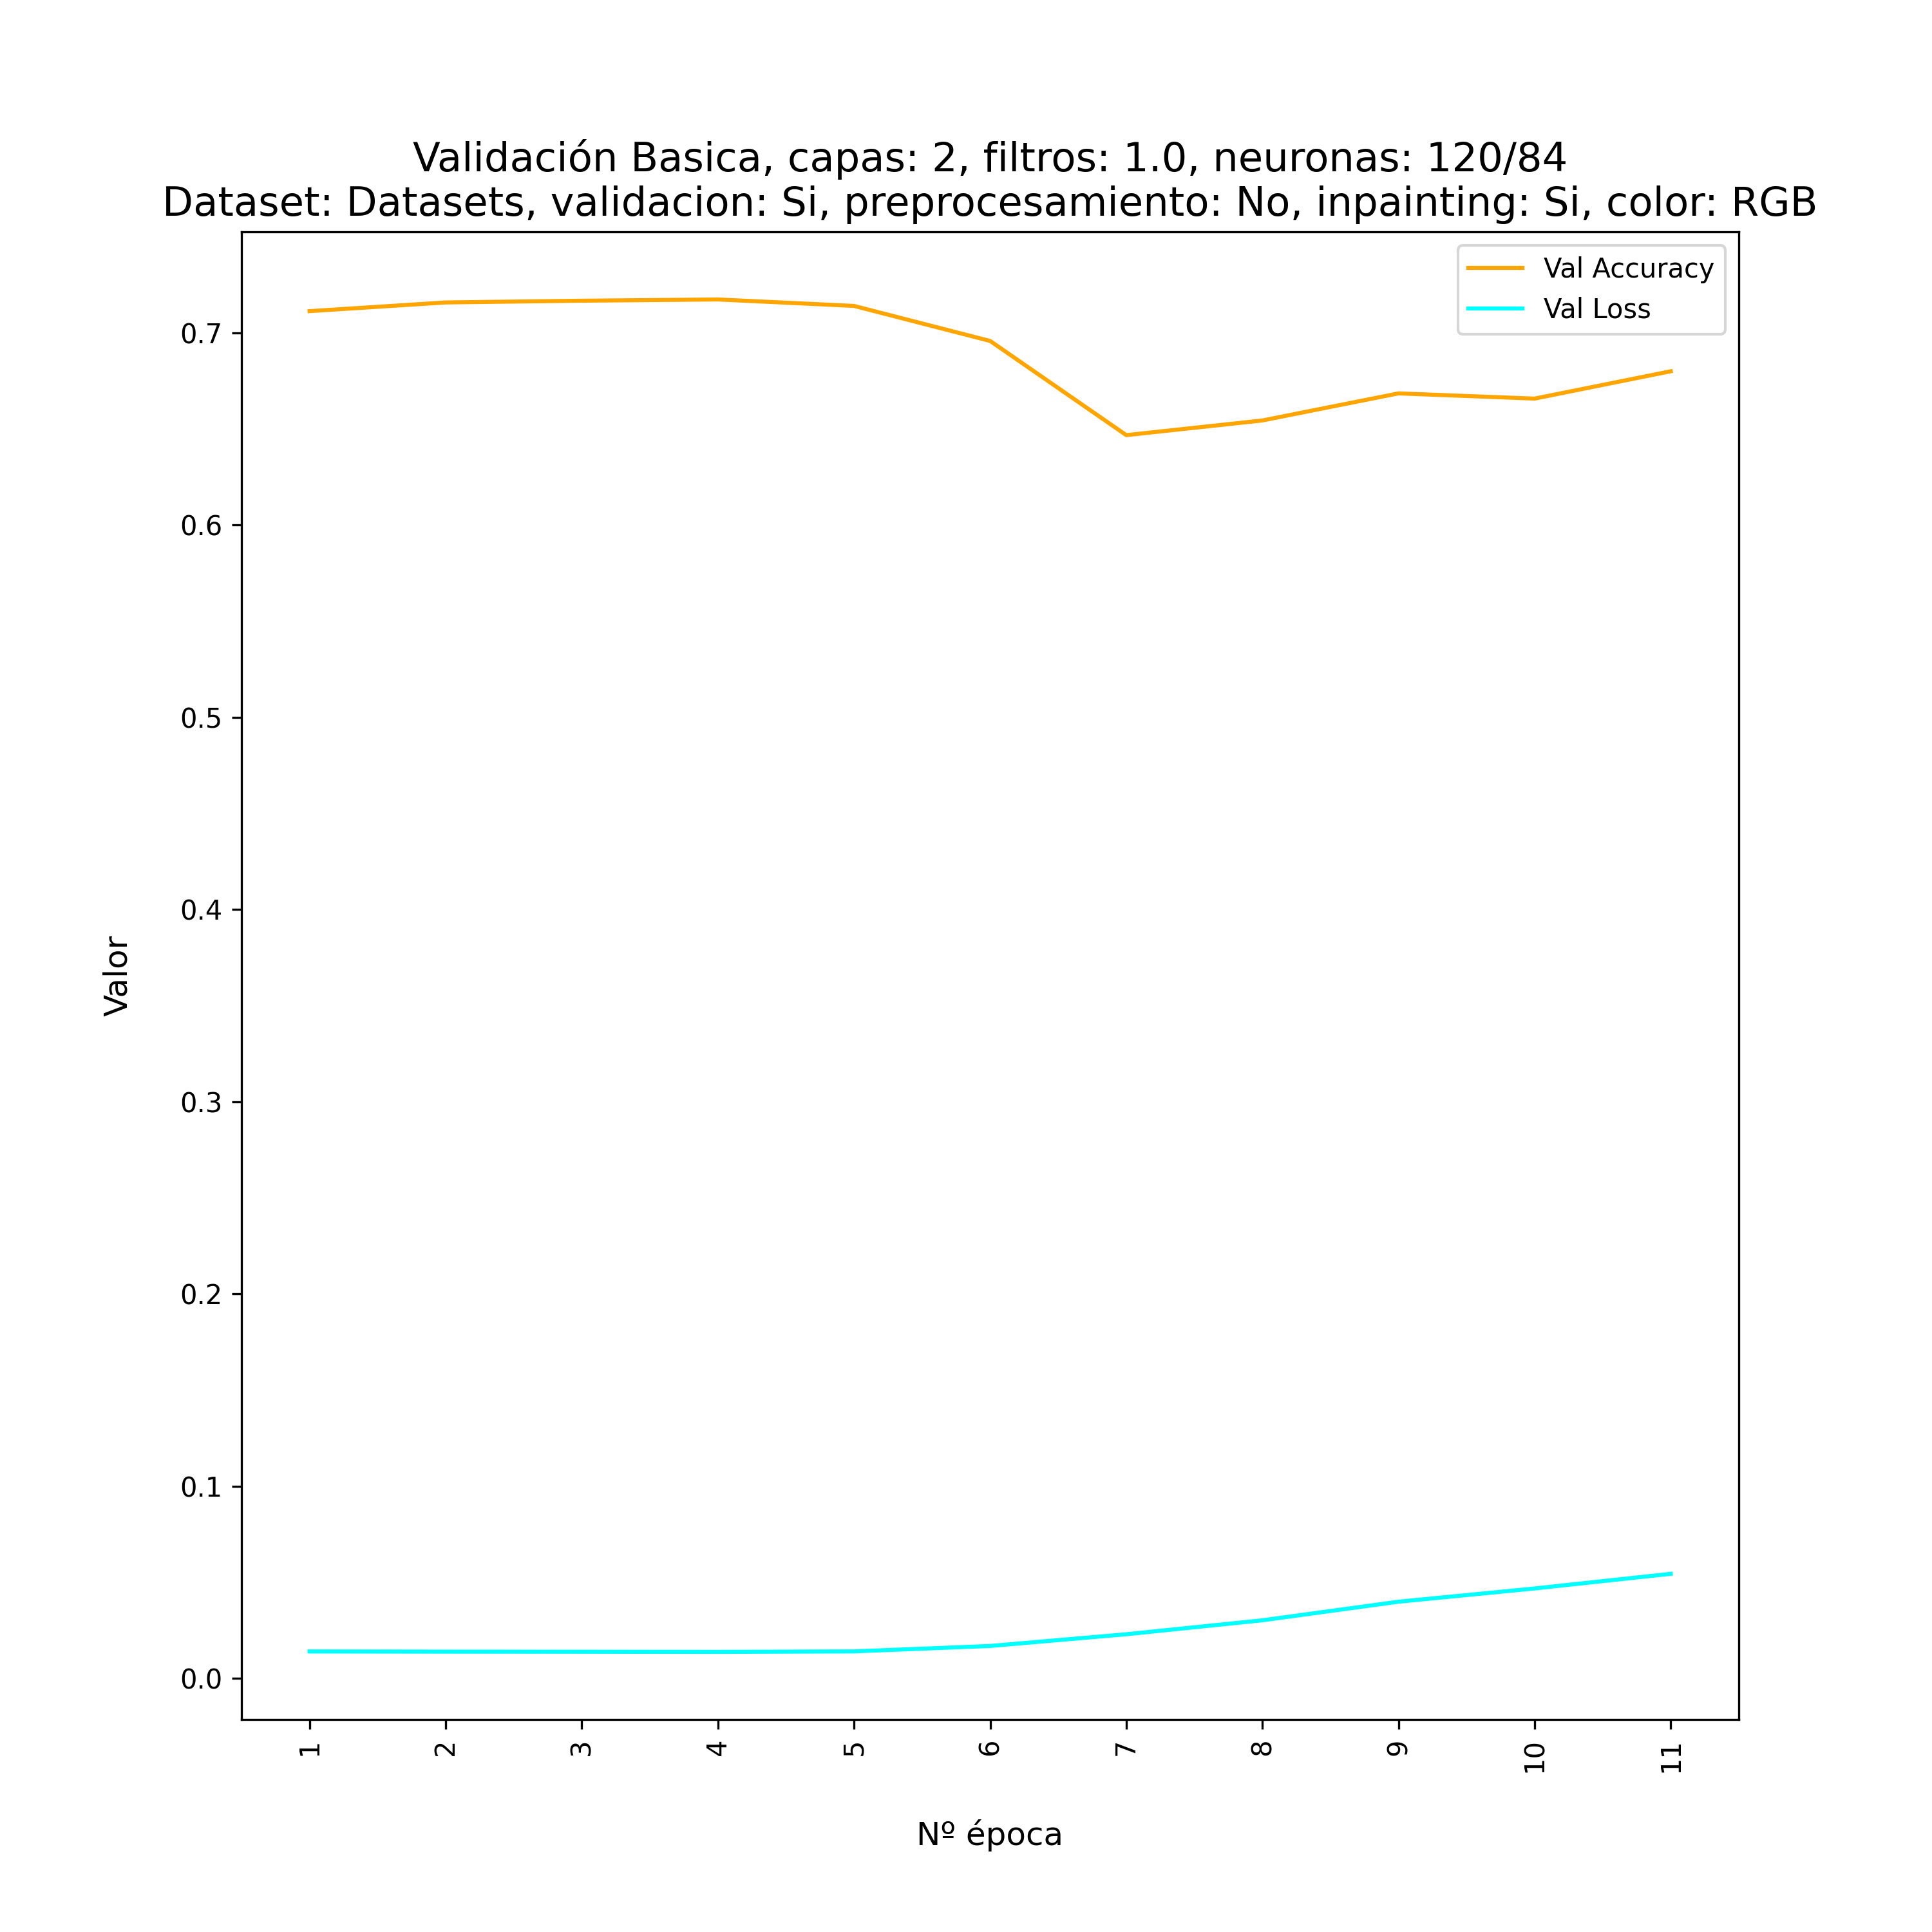 Validación Basica, capas: 2, filtros: 1.0, neuronas: 120/84
Dataset: Datasets, validacion: Si, preprocesamiento: No, inpainting: Si, color: RGB
Val Accuracy
Val Loss
0.7
0.6
0.5
0.4
0.3
0.2
0.1
0.0
Valor
1 2 3 4 5 6 7 8 9 10 11
Nº época